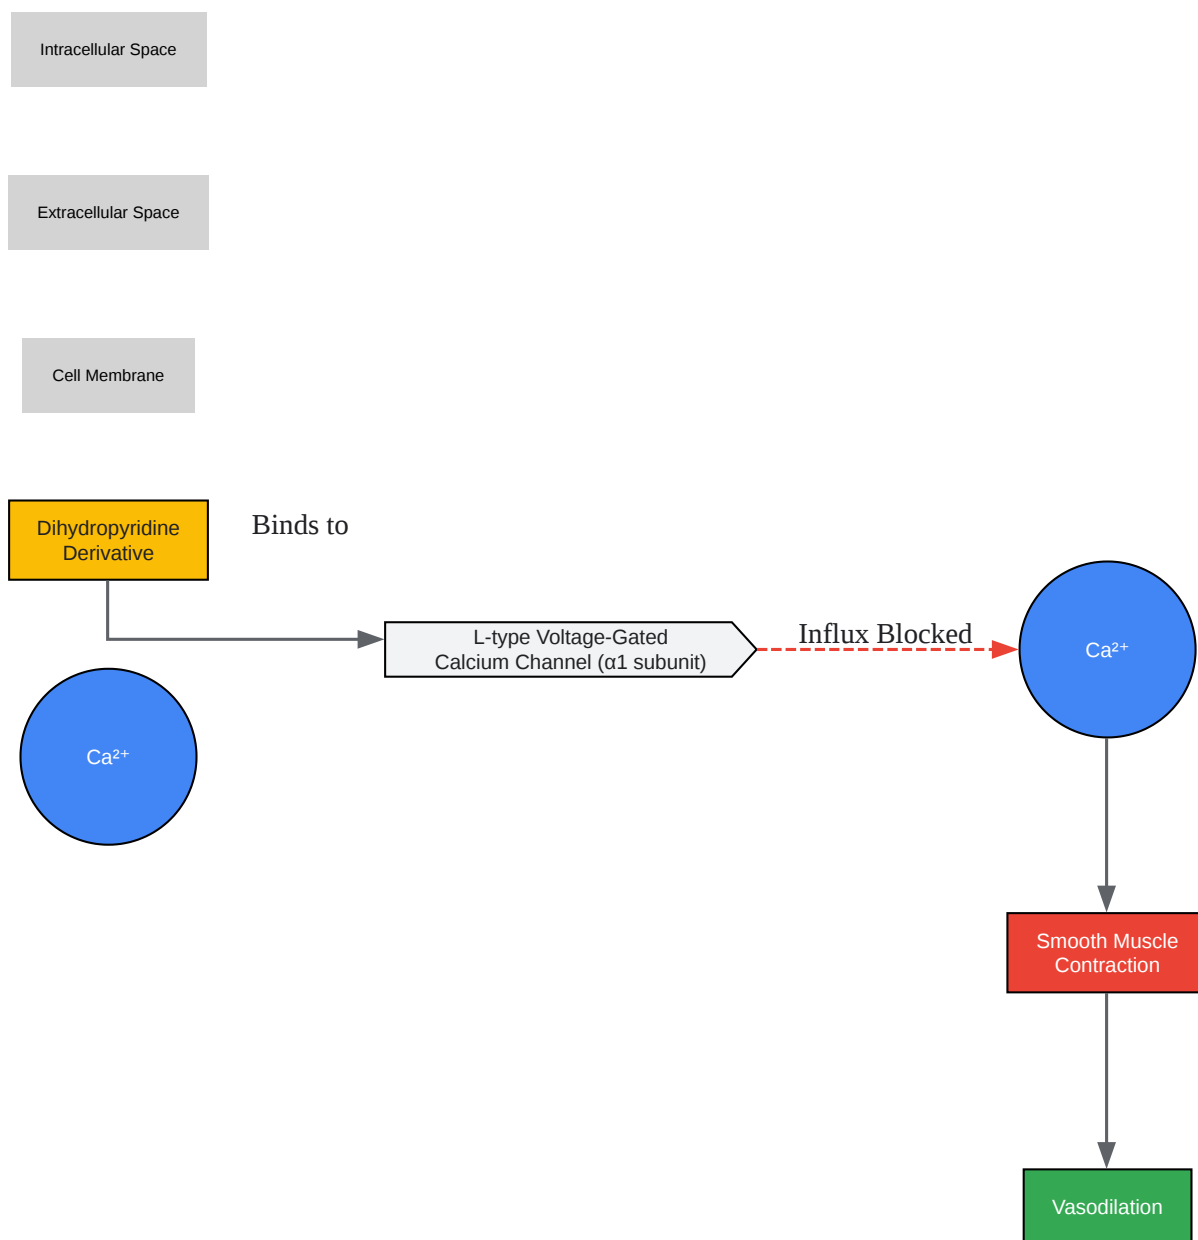 Intracellular Space
Extracellular Space
Cell Membrane
Dihydropyridine
Derivative
Binds to
L-type Voltage-Gated
Calcium Channel (α1 subunit)
Influx Blocked
Ca²⁺
Ca²⁺
Smooth Muscle
Contraction
Vasodilation